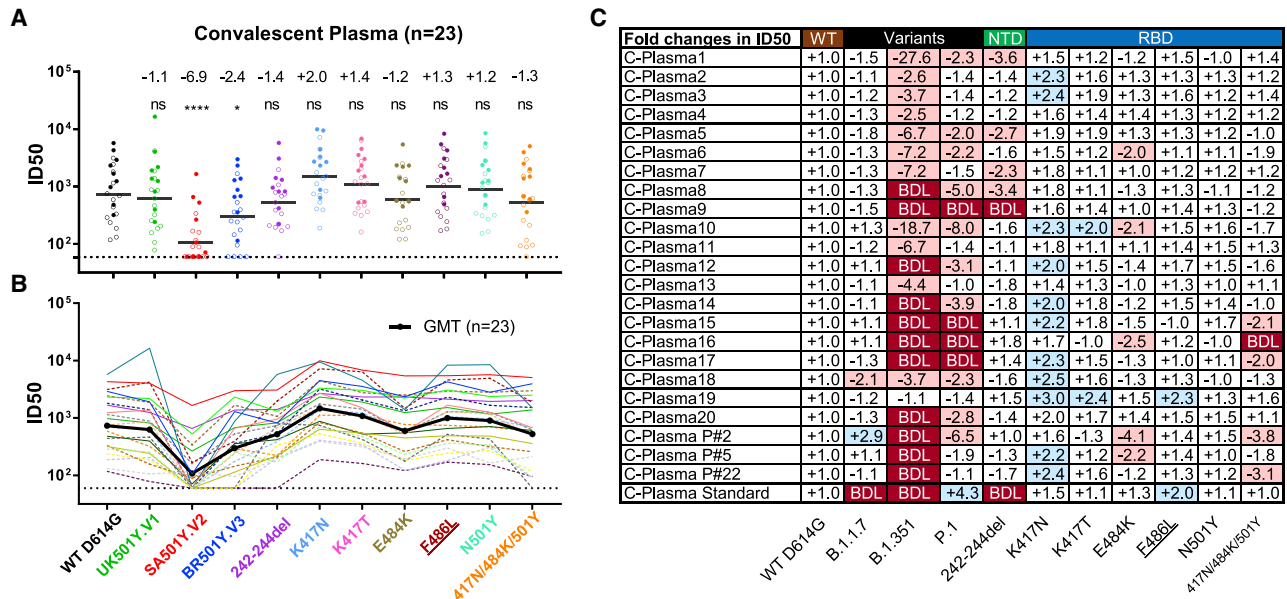 A
Convalescent Plasma (n=23)
-1.1 -6.9 -2.4 -1.4 +2.0 +1.4 -1.2 +1.3 +1.2 -1.3
ns **** * ns ns ns ns ns ns ns
10^5
10^4
10^3
10^2
ID50
B
GMT (n=23)
10^5
10^4
10^3
10^2
ID50
WT D614G
UK501Y.V1
SA501Y.V2
BR501Y.V3
242-244del
K417N
K417T
E484K
F486L
N501Y
417N/484K/501Y
C
Fold changes in ID50 WT Variants NTD RBD
C-Plasma1 +1.0 -1.5 -27.6 -2.3 -3.6 +1.5 +1.2 -1.2 +1.5 -1.0 +1.4
C-Plasma2 +1.0 -1.1 -2.6 -1.4 -1.4 +2.3 +1.6 +1.3 +1.3 +1.2 +1.2
C-Plasma3 +1.0 -1.2 -3.7 -1.4 -1.2 +2.4 +1.9 +1.3 +1.6 +1.2 +1.4
C-Plasma4 +1.0 -1.3 -2.5 -1.2 -1.2 +1.6 +1.4 +1.4 +1.2 +1.3 +1.2
C-Plasma5 +1.0 -1.8 -6.7 -2.0 -2.7 +1.9 +1.9 +1.3 +1.3 -1.0 -1.9
C-Plasma6 +1.0 -1.3 -7.2 -2.2 -1.6 +1.5 +1.2 -2.0 +1.1 +1.1 -1.9
C-Plasma7 +1.0 -1.3 -7.2 -1.5 -2.3 +1.8 +1.1 +1.0 +1.2 +1.2 +1.2
C-Plasma8 +1.0 -1.3 BDL -5.0 -3.4 +1.8 +1.1 -1.3 +1.3 -1.1 -1.2
C-Plasma9 +1.0 -1.5 BDL BDL BDL +1.6 +1.4 +1.0 +1.4 +1.3 -1.2
C-Plasma10 +1.0 +1.3 -18.7 -8.0 -1.6 +2.3 +2.0 -2.1 +1.5 +1.6 -1.7
C-Plasma11 +1.0 -1.2 -6.7 -1.4 -1.1 +1.8 +1.1 +1.1 +1.4 +1.5 +1.3
C-Plasma12 +1.0 +1.1 BDL -3.1 -1.1 +2.0 +1.5 -1.4 +1.7 +1.5 -1.6
C-Plasma13 +1.0 -1.1 -4.4 -1.0 -1.8 +1.4 +1.2 +1.0 +1.3 +1.0 +1.1
C-Plasma14 +1.0 -1.1 BDL -3.9 -1.8 +2.0 +1.8 -1.2 +1.5 +1.4 -1.0
C-Plasma15 +1.0 +1.1 BDL BDL +1.1 +2.2 +1.8 -1.5 -1.0 +1.7 -2.1
C-Plasma16 +1.0 +1.1 BDL BDL +1.8 +1.7 -1.0 -2.5 +1.2 -1.0 BDL
C-Plasma17 +1.0 -1.3 BDL BDL +1.4 +2.3 +1.5 -1.3 +1.0 +1.1 -2.0
C-Plasma18 +1.0 -2.1 -3.7 -2.3 -1.6 +2.5 +1.6 -1.3 +1.3 -1.0 -1.3
C-Plasma19 +1.0 -1.2 -1.1 -1.4 +1.5 +3.0 +2.4 +1.2 +2.3 +1.3 +1.6
C-Plasma20 +1.0 -1.3 BDL -2.8 -1.4 +2.0 +1.7 +1.4 +1.5 +1.5 +1.1
C-Plasma P#2 +1.0 +2.9 BDL -6.5 +1.0 +1.6 -1.3 -4.1 +1.4 +1.5 -3.8
C-Plasma P#5 +1.0 +1.1 BDL -1.9 -1.3 +2.2 +1.2 -2.2 +1.1 +1.0 -1.8
C-Plasma P#22 +1.0 -1.1 BDL -1.1 -1.7 +2.4 +1.6 -1.2 +1.3 +1.2 -3.1
C-Plasma Standard +1.0 BDL BDL +4.3 BDL +1.5 +1.1 +1.3 +2.0 +1.1 +1.0
WT D614G
B.1.1.7
B.1.351
P.1
242-244del
K417N
K417T
E484K
F486L
N501Y
417N/484K/501Y